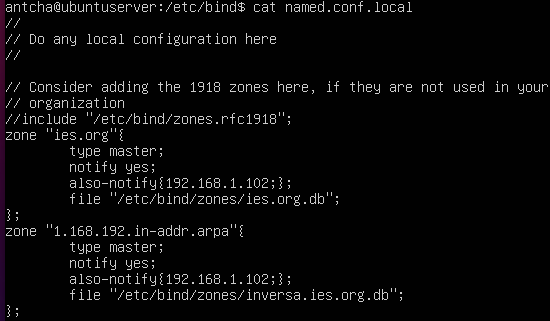 antcha@ubuntuserver:/etc/bind$ cat named.conf.local
//
// Do any local configuration here
//

// Consider adding the 1918 zones here, if they are not used in your
// organization
//include "/etc/bind/zones.rfc1918";
zone "ies.org"{
        type master;
        notify yes;
        also-notify{192.168.1.102;};
        file "/etc/bind/zones/ies.org.db";
};
zone "1.168.192.in-addr.arpa"{
        type master;
        notify yes;
        also-notify{192.168.1.102;};
        file "/etc/bind/zones/inversa.ies.org.db";
};